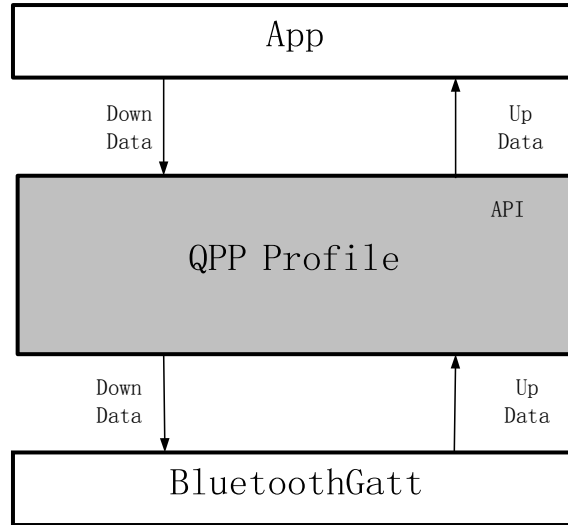 App
Down
Data
Up
Data
API
QPP Profile
Down
Data
Up
Data
BluetoothGatt